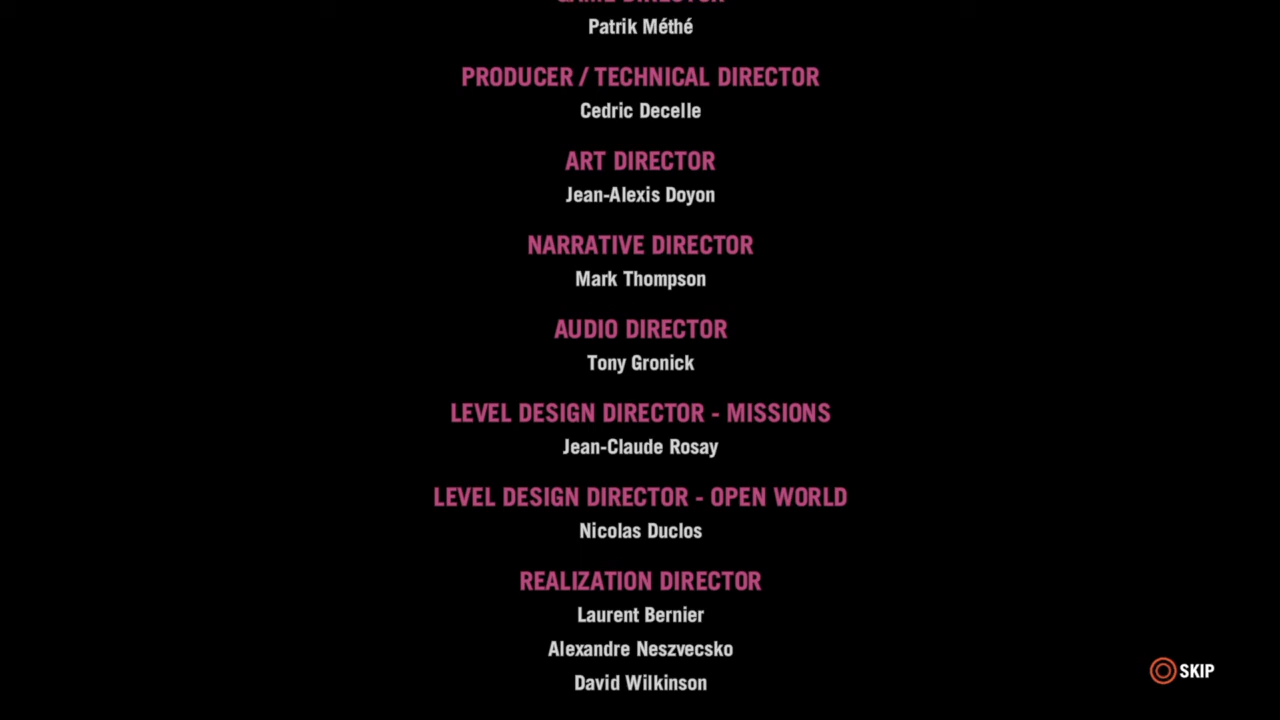 GAME DIRECTOR
Patrik Méthé
PRODUCER / TECHNICAL DIRECTOR
Cedric Decelle
ART DIRECTOR
Jean-Alexis Doyon
NARRATIVE DIRECTOR
Mark Thompson
AUDIO DIRECTOR
Tony Gronick
LEVEL DESIGN DIRECTOR - MISSIONS
Jean-Claude Rosay
LEVEL DESIGN DIRECTOR - OPEN WORLD
Nicolas Duclos
REALIZATION DIRECTOR
Laurent Bernier
Alexandre Neszvecsko
David Wilkinson
SKIP